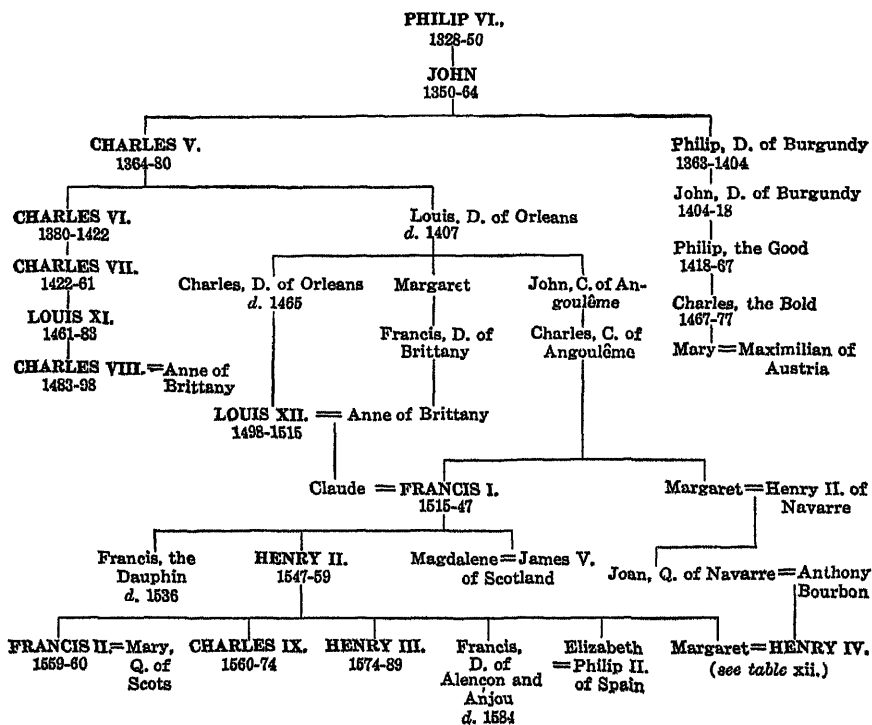 PHILIP VI.,
1328-50
JOHN
1350-64
CHARLES V.
1364-80
Philip, D. of Burgundy
1363-1404
John, D. of Burgundy
1404-18
CHARLES VI.
1380-1422
Louis, D. of Orleans
d. 1407
Philip, the Good
1418-67
CHARLES VII.
1422-61
Charles, D. of Orleans
d. 1465
Margaret
John, C. of An-
goulême
Charles, the Bold
1467-77
LOUIS XI.
1461-83
Francis, D. of
Brittany
Charles, C. of
Angoulême
Mary = Maximilian of
Austria
CHARLES VIII. = Anne of
1483-98 Brittany
LOUIS XII. = Anne of Brittany
1498-1515
Claude = FRANCIS I.
1515-47
Margaret = Henry II. of
Navarre
Francis, the
Dauphin
d. 1536
HENRY II.
1547-59
Magdalene = James V.
of Scotland
Joan, Q. of Navarre = Anthony
Bourbon
FRANCIS II. = Mary,
1559-60 Q. of
Scots
CHARLES IX.
1560-74
HENRY III.
1574-89
Francis,
D. of
Alençon and
Anjou
d. 1584
Elizabeth
= Philip II.
of Spain
Margaret = HENRY IV.
(see table xii.)